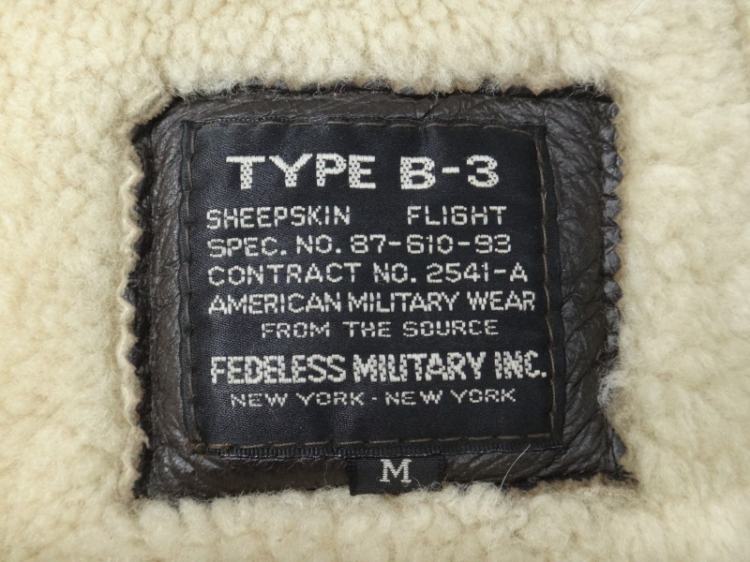 TYPE B-3
SHEEPSKIN FLIGHT
SPEC. NO. 87-610-93
CONTRACT NO. 2541-A
AMERICAN MILITARY WEAR
FROM THE SOURCE
FEDELESS MILITARY INC.
NEW YORK - NEW YORK
M